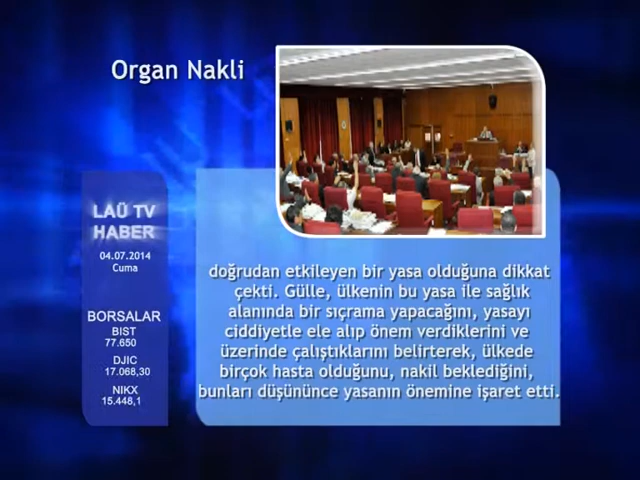 Organ Nakli
LAÜ TV
HABER
04.07.2014
Cuma
BORSALAR
BIST
77.650
DJIC
17.068,30
NIKX
15.448,1
doğrudan etkileyen bir yasa olduğuna dikkat
çekti. Gülle, ülkenin bu yasa ile sağlık
alanında bir sıçrama yapacağını, yasayı
ciddiyetle ele alıp önem verdiklerini ve
üzerinde çalıştıklarını belirterek, ülkede
birçok hasta olduğunu, nakil beklediğini,
bunları düşününce yasanın önemine işaret etti.